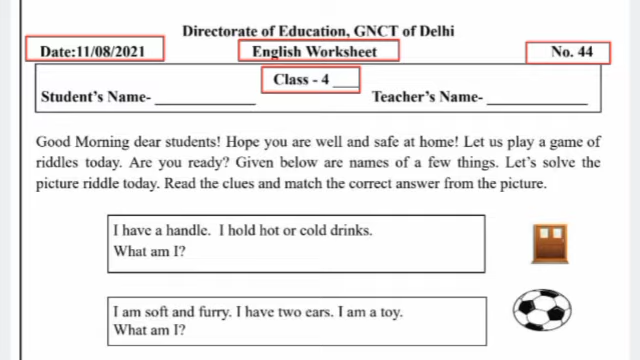 Directorate of Education, GNCT of Delhi
Date:11/08/2021 English Worksheet No. 44
Class - 4 ___
Student's Name- ______________ Teacher's Name- ______________
Good Morning dear students! Hope you are well and safe at home! Let us play a game of
riddles today. Are you ready? Given below are names of a few things. Let's solve the
picture riddle today. Read the clues and match the correct answer from the picture.
I have a handle. I hold hot or cold drinks.
What am I?
I am soft and furry. I have two ears. I am a toy.
What am I?